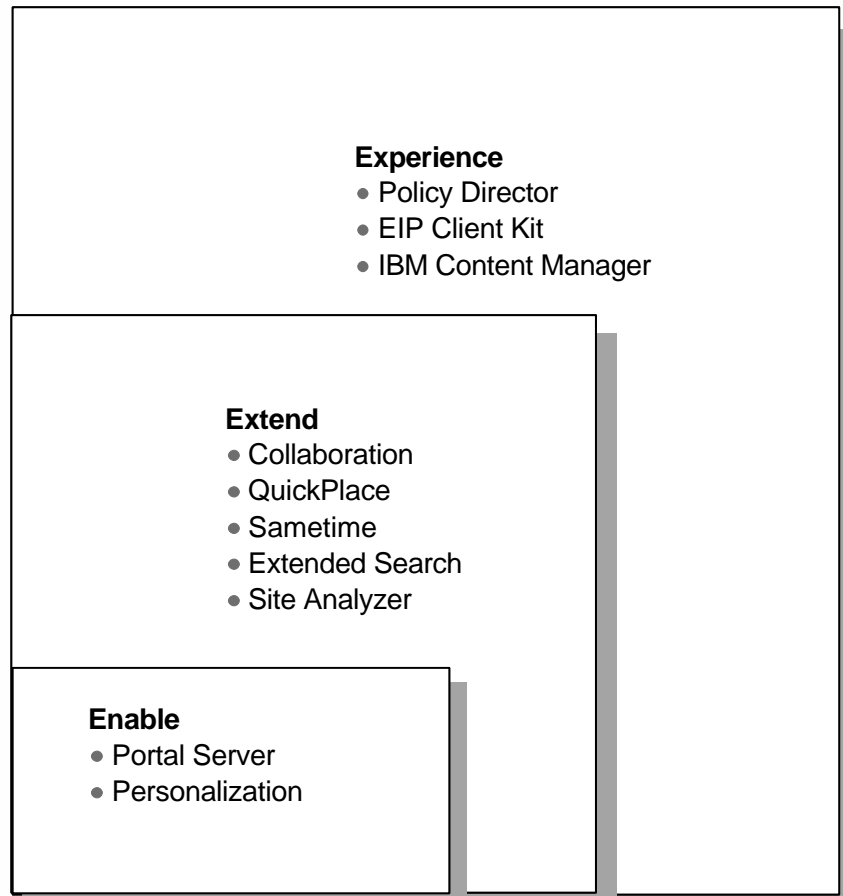 Experience
• Policy Director
• EIP Client Kit
• IBM Content Manager
Extend
• Collaboration
• QuickPlace
• Sametime
• Extended Search
• Site Analyzer
Enable
• Portal Server
• Personalization